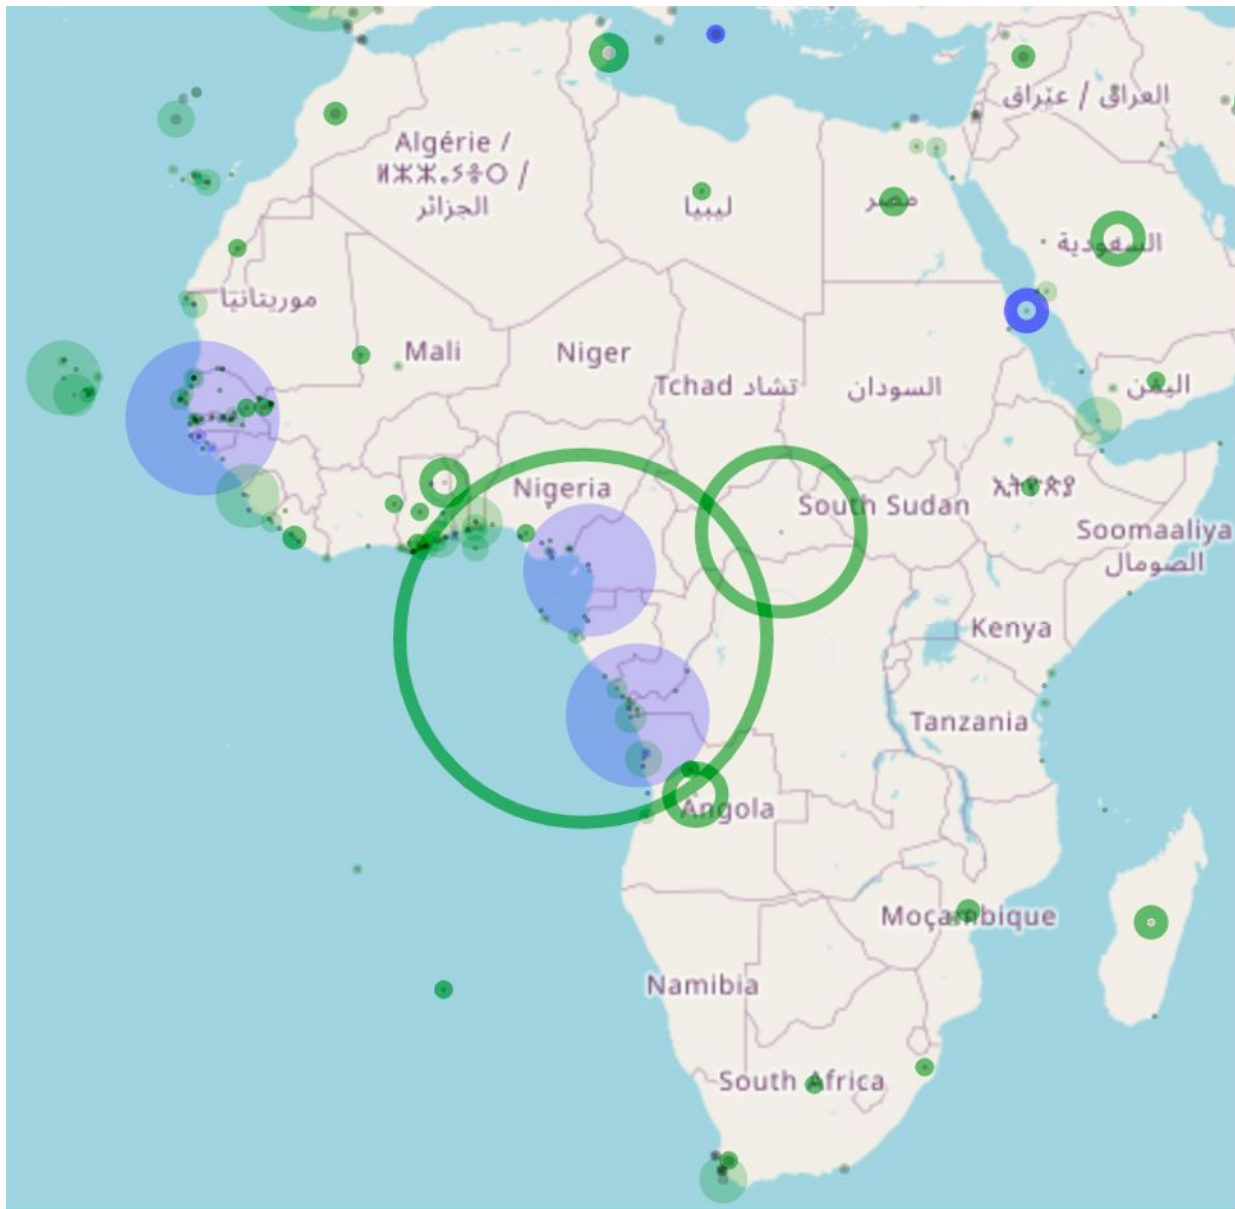 العراق / عێراق
Algérie /
ⵍⵣⵣⴰⵢⴻⵔ /
الجزائر
ليبيا
مصر
السعودية
موريتانيا
Mali
Niger
Tchad تشاد
السودان
اليمن
Nigeria
South Sudan
ኢትዮጵያ
Soomaaliya
الصومال
Kenya
Tanzania
Angola
Moçambique
Namibia
South Africa